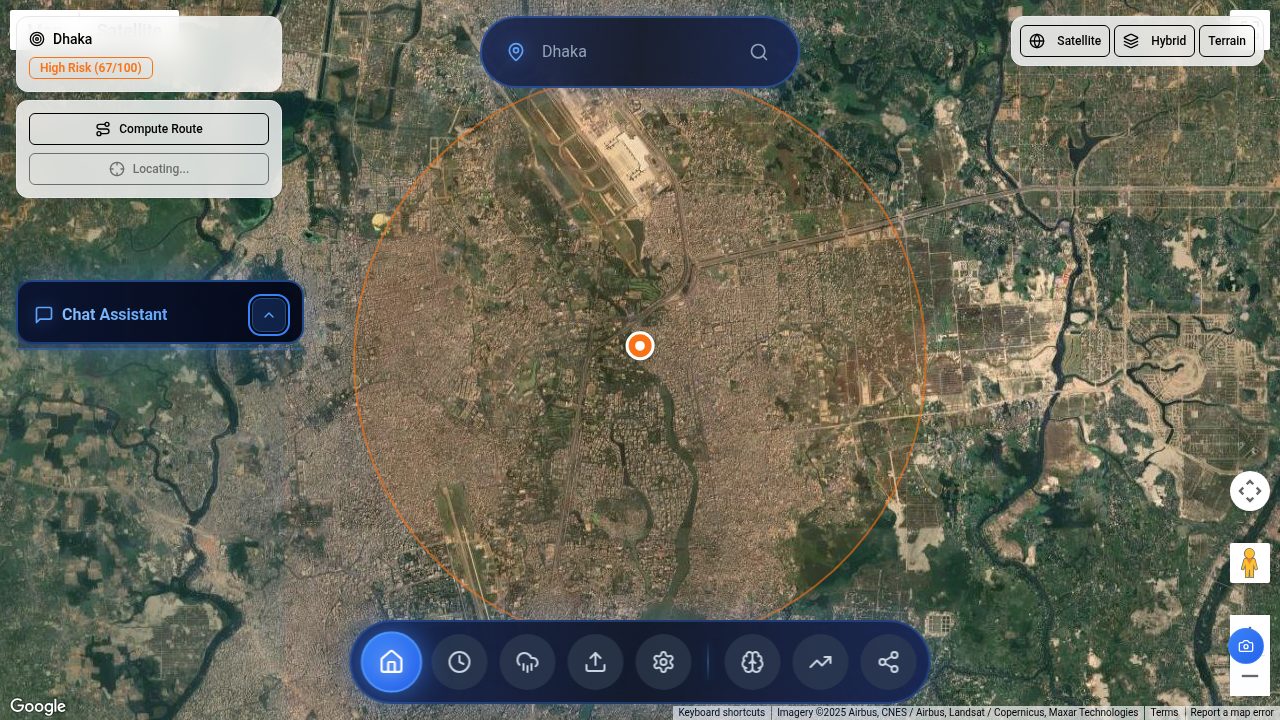 Dhaka
High Risk (67/100)
Compute Route
Locating...
Chat Assistant
Dhaka
Satellite
Hybrid
Terrain
Google
Keyboard shortcuts
Imagery ©2025 Airbus, CNES / Airbus, Landsat / Copernicus, Maxar Technologies
Terms
Report a map error